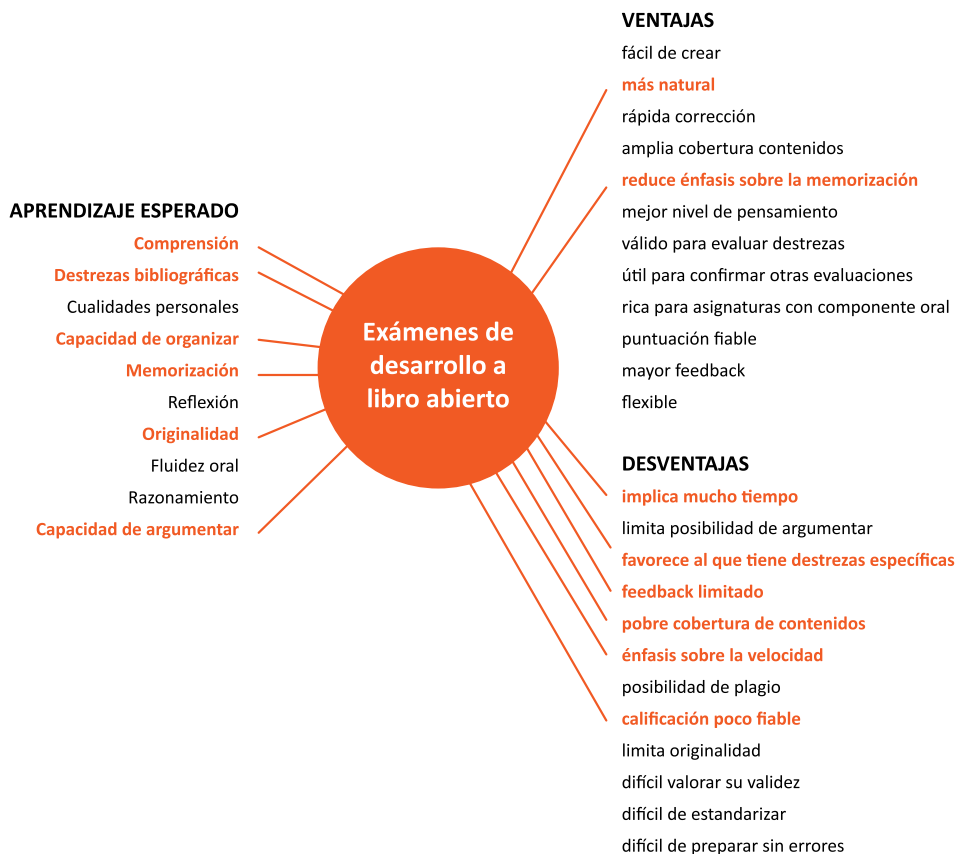 APRENDIZAJE ESPERADO
Comprensión
Destrezas bibliográficas
Cualidades personales
Capacidad de organizar
Memorización
Reflexión
Originalidad
Fluidez oral
Razonamiento
Capacidad de argumentar
Exámenes de
desarrollo a
libro abierto
VENTAJAS
fácil de crear
más natural
rápida corrección
amplia cobertura contenidos
reduce énfasis sobre la memorización
mejor nivel de pensamiento
válido para evaluar destrezas
útil para confirmar otras evaluaciones
rica para asignaturas con componente oral
puntuación fiable
mayor feedback
flexible
DESVENTAJAS
implica mucho tiempo
limita posibilidad de argumentar
favorece al que tiene destrezas específicas
feedback limitado
pobre cobertura de contenidos
énfasis sobre la velocidad
posibilidad de plagio
calificación poco fiable
limita originalidad
difícil valorar su validez
difícil de estandarizar
difícil de preparar sin errores